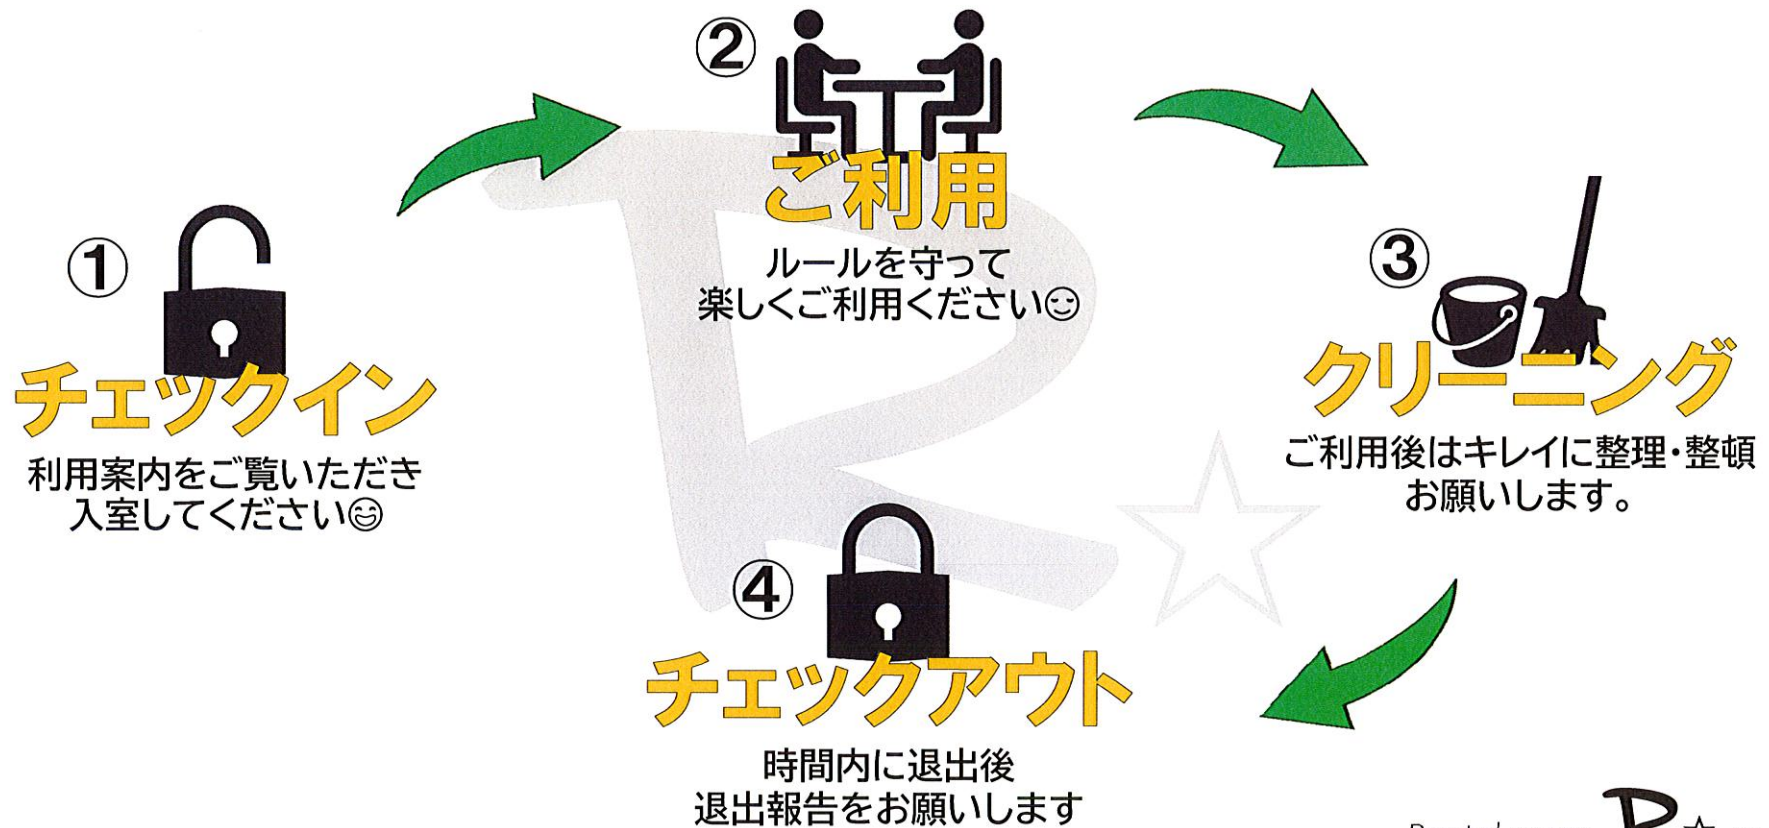 ①
チェックイン
利用案内をご覧いただき
入室してください😄
②
ご利用
ルールを守って
楽しくご利用ください😉
③
クリーニング
ご利用後はキレイに整理・整頓
お願いします。
④
チェックアウト
時間内に退出後
退出報告をお願いします
R☆